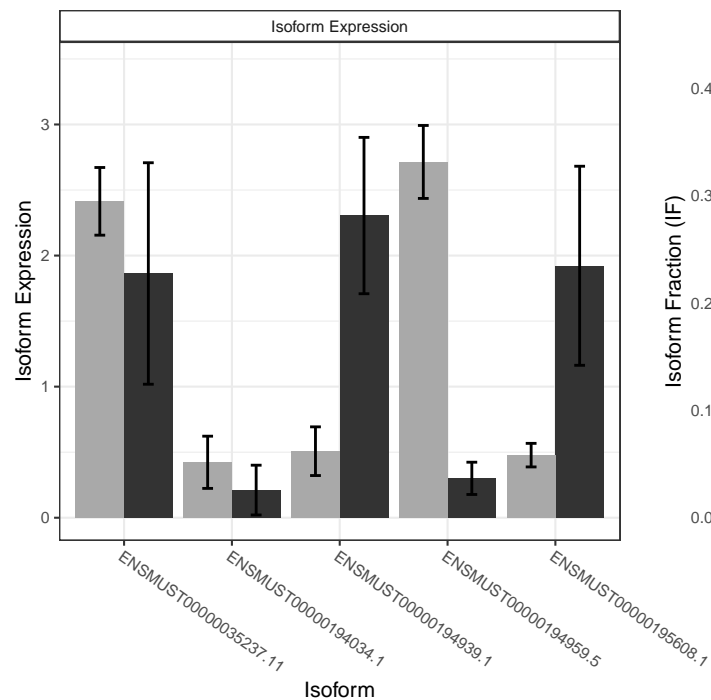 Isoform Expression
Isoform Expression
3
2
1
0
ENSMUST00000035237.11
ENSMUST00000194034.1
ENSMUST00000194939.1
ENSMUST00000194959.5
ENSMUST00000195608.1
Isoform
Isoform Fraction (IF)
0.4
0.3
0.2
0.1
0.0